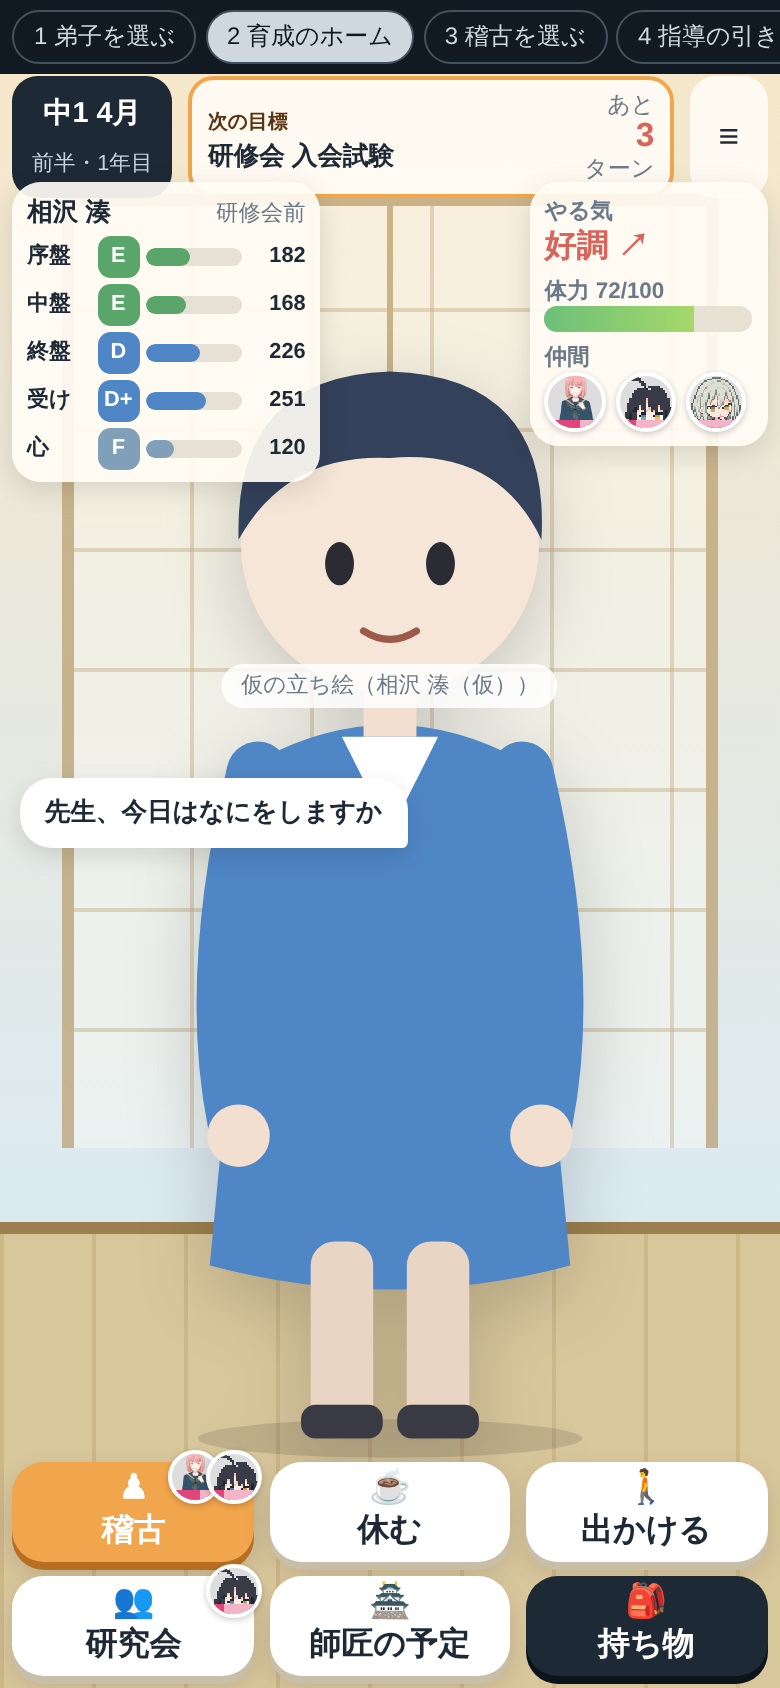 1 弟子を選ぶ
2 育成のホーム
3 稽古を選ぶ
4 指導の引き
中1 4月
前半・1年目
次の目標
研修会 入会試験
あと
3
ターン
≡
相沢 湊 研修会前
序盤 E 182
中盤 E 168
終盤 D 226
受け D+ 251
心 F 120
やる気
好調 ↗
体力 72/100
仲間
仮の立ち絵（相沢 湊（仮））
先生、今日はなにをしますか
稽古
休む
出かける
研究会
師匠の予定
持ち物